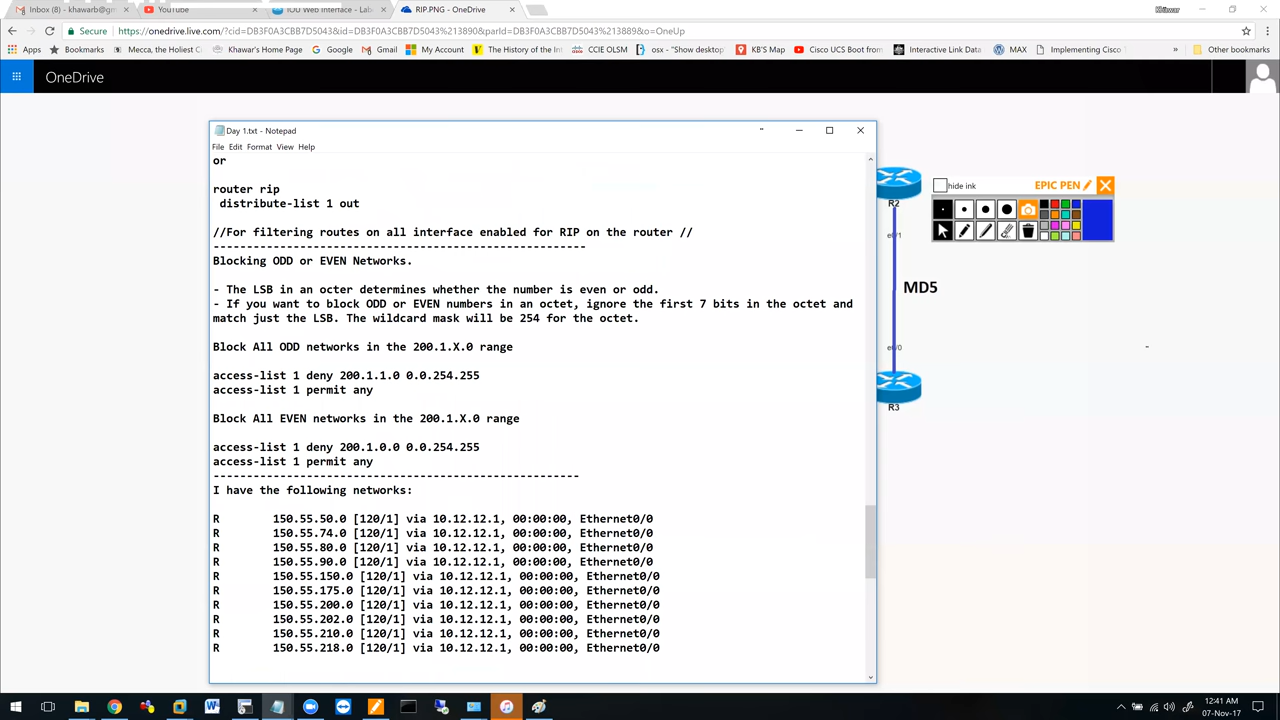 Inbox (8) - khawarb@gm
YouTube
IOU Web Interface - Lab
RIP.PNG - OneDrive
Khawar
Secure
https://onedrive.live.com/?cid=DB3F0A3CBB7D5043&id=DB3F0A3CBB7D5043%213890&parId=DB3F0A3CBB7D5043%213889&o=OneUp
Apps
Bookmarks
Mecca, the Holiest C
Khawar's Home Page
Google
Gmail
My Account
The History of the Int
CCIE OLSM
osx - "Show desktop"
KB'S Map
Cisco UCS Boot from
Interactive Link Data
MAX
Implementing Cisco
Other bookmarks
OneDrive
Day 1.txt - Notepad
File Edit Format View Help
or
router rip
distribute-list 1 out
//For filtering routes on all interface enabled for RIP on the router //
--------------------------------------------------------
Blocking ODD or EVEN Networks.
- The LSB in an octer determines whether the number is even or odd.
- If you want to block ODD or EVEN numbers in an octet, ignore the first 7 bits in the octet and
match just the LSB. The wildcard mask will be 254 for the octet.
Block All ODD networks in the 200.1.X.0 range
access-list 1 deny 200.1.1.0 0.0.254.255
access-list 1 permit any
Block All EVEN networks in the 200.1.X.0 range
access-list 1 deny 200.1.0.0 0.0.254.255
access-list 1 permit any
-------------------------------------------------------
I have the following networks:
R 150.55.50.0 [120/1] via 10.12.12.1, 00:00:00, Ethernet0/0
R 150.55.74.0 [120/1] via 10.12.12.1, 00:00:00, Ethernet0/0
R 150.55.80.0 [120/1] via 10.12.12.1, 00:00:00, Ethernet0/0
R 150.55.90.0 [120/1] via 10.12.12.1, 00:00:00, Ethernet0/0
R 150.55.150.0 [120/1] via 10.12.12.1, 00:00:00, Ethernet0/0
R 150.55.175.0 [120/1] via 10.12.12.1, 00:00:00, Ethernet0/0
R 150.55.200.0 [120/1] via 10.12.12.1, 00:00:00, Ethernet0/0
R 150.55.202.0 [120/1] via 10.12.12.1, 00:00:00, Ethernet0/0
R 150.55.210.0 [120/1] via 10.12.12.1, 00:00:00, Ethernet0/0
R 150.55.218.0 [120/1] via 10.12.12.1, 00:00:00, Ethernet0/0
R2
MD5
R3
hide ink
EPIC PEN
12:41 AM
07-Nov-17